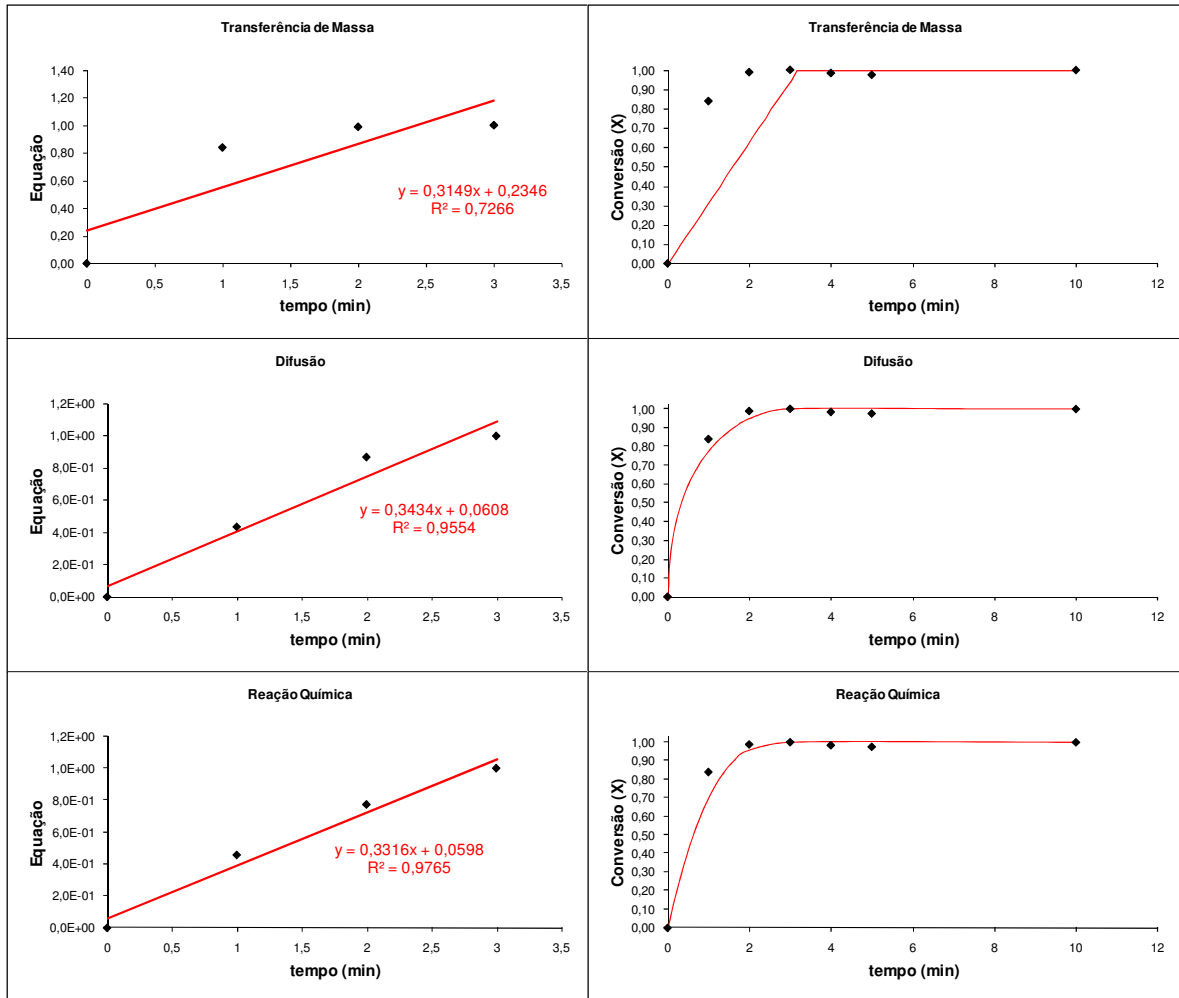 Transferência de Massa
1,40
1,20
1,00
0,80
0,60
0,40
0,20
0,00
Equação
y = 0,3149x + 0,2346
R² = 0,7266
0 0,5 1 1,5 2 2,5 3 3,5
tempo (min)
Transferência de Massa
1,00
0,90
0,80
0,70
0,60
0,50
0,40
0,30
0,20
0,10
0,00
Conversão (X)
0 2 4 6 8 10 12
tempo (min)
Difusão
1,2E+00
1,0E+00
8,0E-01
6,0E-01
4,0E-01
2,0E-01
0,0E+00
Equação
y = 0,3434x + 0,0608
R² = 0,9554
0 0,5 1 1,5 2 2,5 3 3,5
tempo (min)
Difusão
1,00
0,90
0,80
0,70
0,60
0,50
0,40
0,30
0,20
0,10
0,00
Conversão (X)
0 2 4 6 8 10 12
tempo (min)
Reação Química
1,2E+00
1,0E+00
8,0E-01
6,0E-01
4,0E-01
2,0E-01
0,0E+00
Equação
y = 0,3316x + 0,0598
R² = 0,9765
0 0,5 1 1,5 2 2,5 3 3,5
tempo (min)
Reação Química
1,00
0,90
0,80
0,70
0,60
0,50
0,40
0,30
0,20
0,10
0,00
Conversão (X)
0 2 4 6 8 10 12
tempo (min)